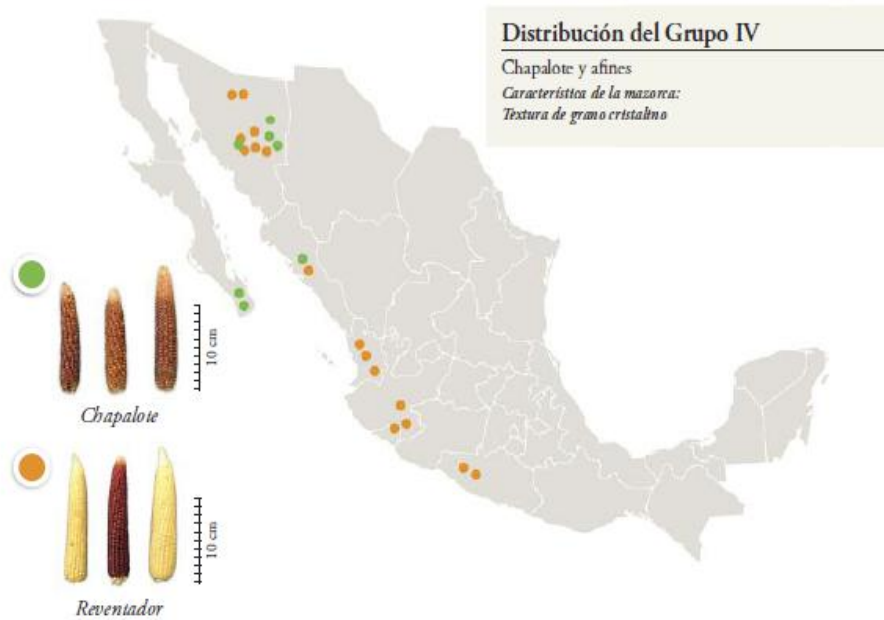 Distribución del Grupo IV
Chapalote y afines
Característica de la mazorca:
Textura de grano cristalino
10 cm
Chapalote
10 cm
Reventador